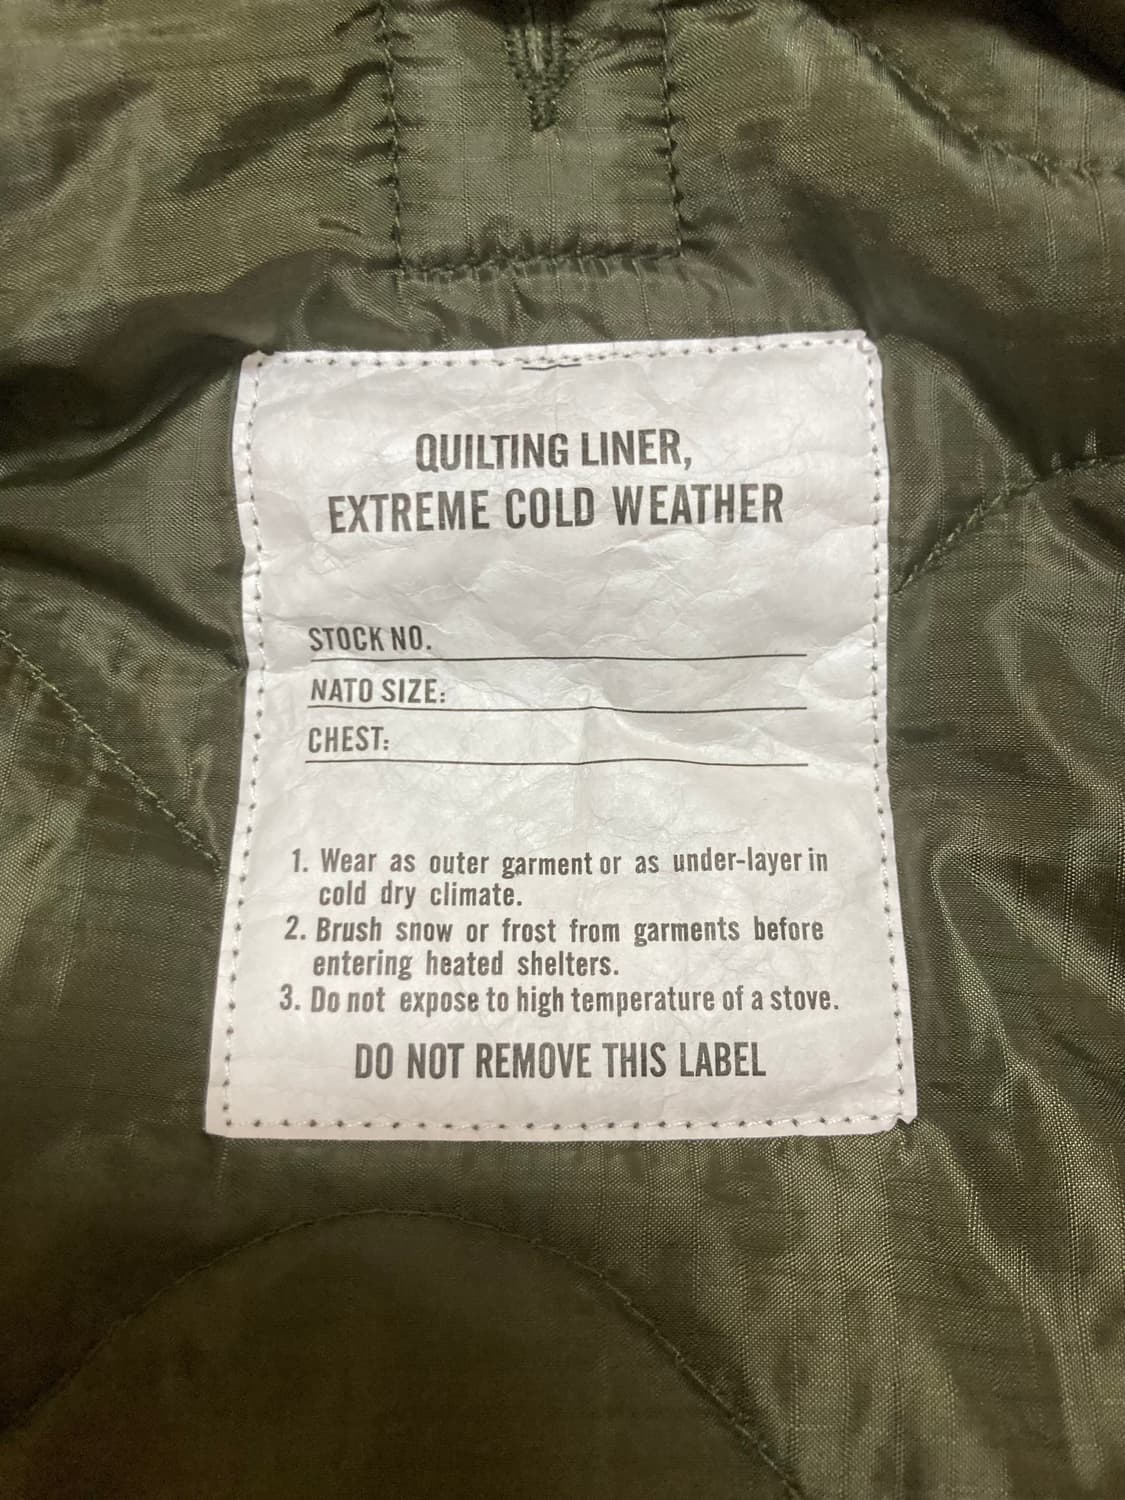 QUILTING LINER,
EXTREME COLD WEATHER
STOCK NO.
NATO SIZE:
CHEST:
1. Wear as outer garment or as under-layer in
cold dry climate.
2. Brush snow or frost from garments before
entering heated shelters.
3. Do not expose to high temperature of a stove.
DO NOT REMOVE THIS LABEL